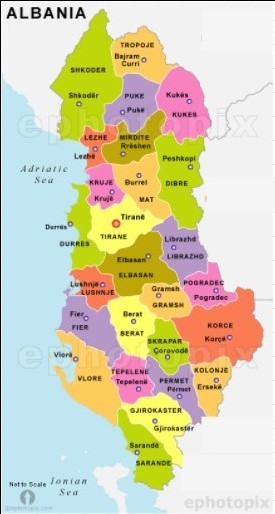 ALBANIA
TROPOJE
Bajram
Curri
SHKODER
Shkodër
PUKE
Pukë
Kukës
KUKES
ephotopix
LEZHE
Lezhë
MIRDITE
Rrëshen
Adriatic
Sea
Peshkopi
DIBRE
KRUJE
Krujë
Burrel
MAT
Durrës
DURRES
Tiranë
TIRANE
Librazhd
LIBRAZHD
Elbasan
ELBASAN
Lushnjë
LUSHNJE
Gramsh
GRAMSH
POGRADEC
Pogradec
Fier
FIER
Berat
BERAT
KORCE
Korçë
SKRAPAR
Çorovodë
ephotopix
Vlorë
VLORE
TEPELENE
Tepelenë
PERMET
Përmet
KOLONJE
Ersekë
GJIROKASTER
Gjirokastër
Sarandë
SARANDE
Not to Scale
Ionian
Sea
ephotopix